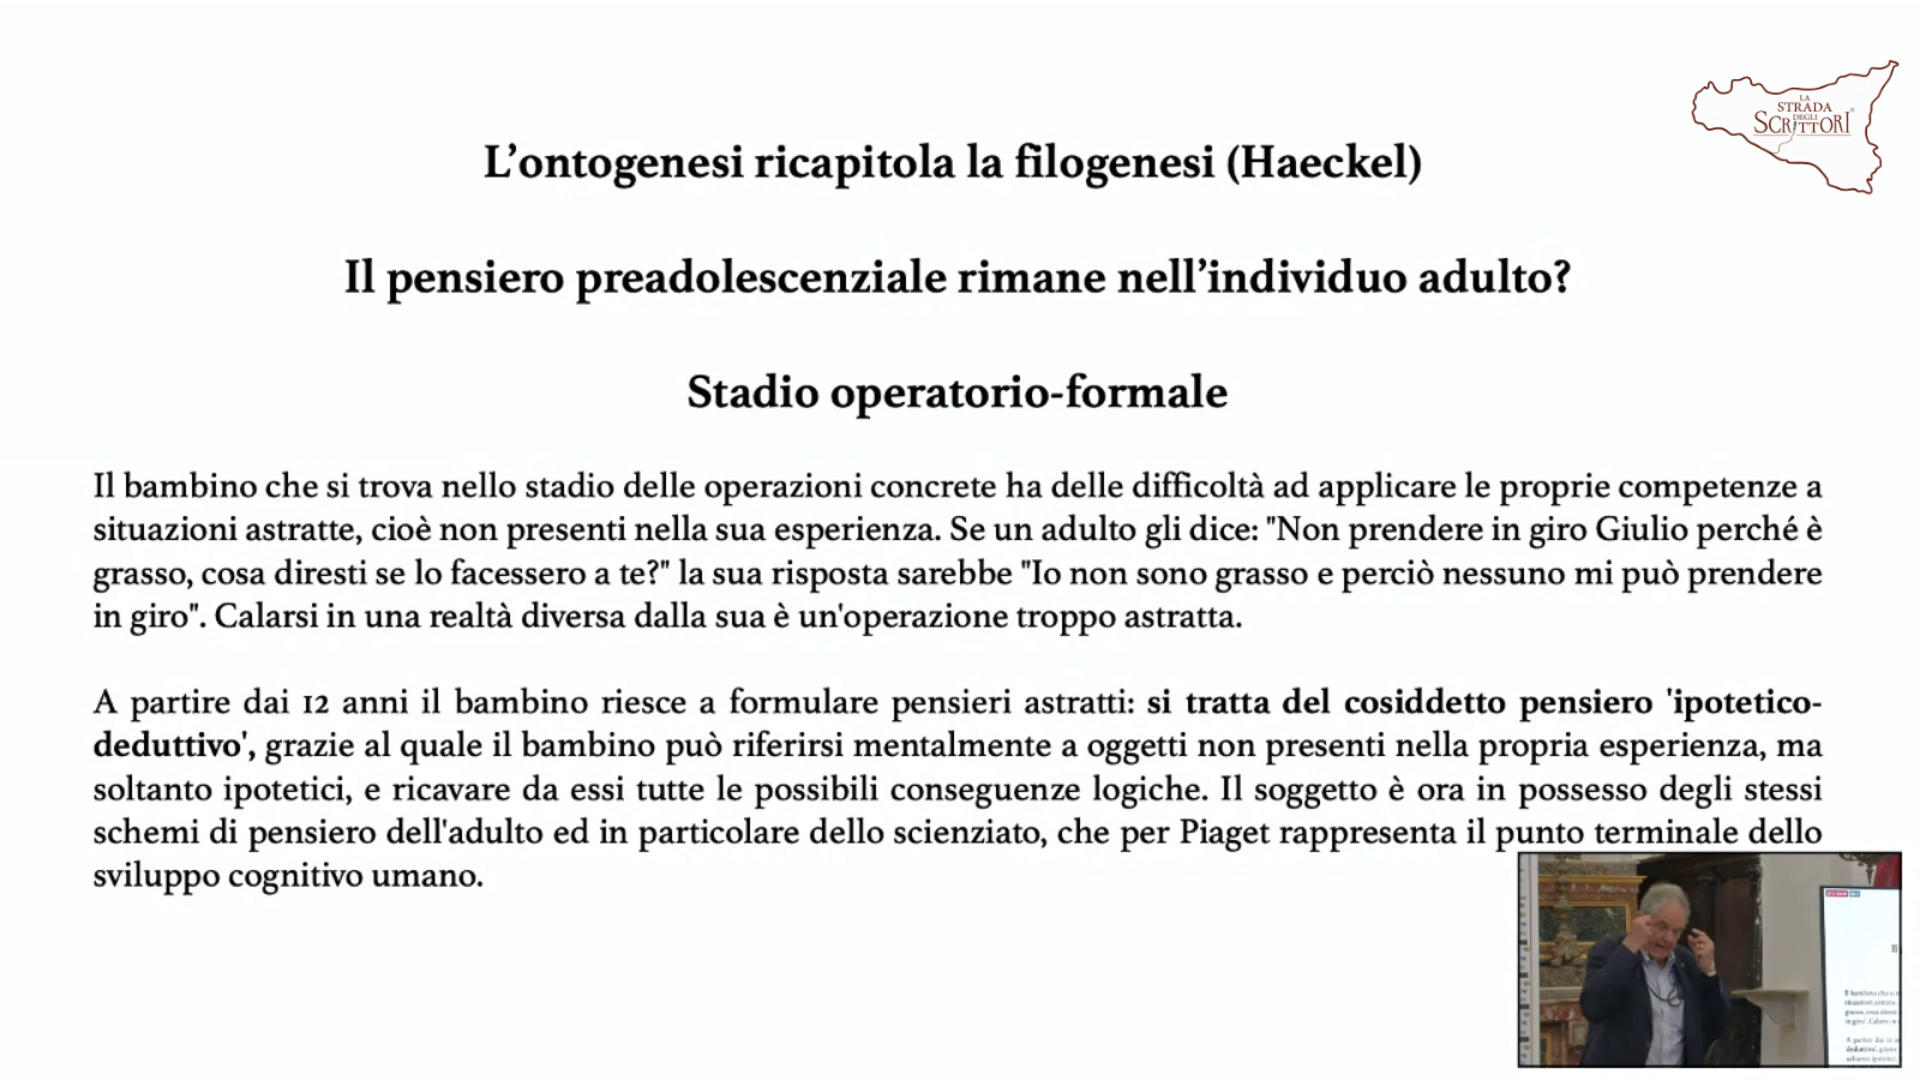 LA
STRADA
DEGLI
SCRITTORI
L’ontogenesi ricapitola la filogenesi (Haeckel)
Il pensiero preadolescenziale rimane nell’individuo adulto?
Stadio operatorio-formale
Il bambino che si trova nello stadio delle operazioni concrete ha delle difficoltà ad applicare le proprie competenze a
situazioni astratte, cioè non presenti nella sua esperienza. Se un adulto gli dice: "Non prendere in giro Giulio perché è
grasso, cosa diresti se lo facessero a te?" la sua risposta sarebbe "Io non sono grasso e perciò nessuno mi può prendere
in giro". Calarsi in una realtà diversa dalla sua è un'operazione troppo astratta.
A partire dai 12 anni il bambino riesce a formulare pensieri astratti: si tratta del cosiddetto pensiero 'ipotetico-
deduttivo', grazie al quale il bambino può riferirsi mentalmente a oggetti non presenti nella propria esperienza, ma
soltanto ipotetici, e ricavare da essi tutte le possibili conseguenze logiche. Il soggetto è ora in possesso degli stessi
schemi di pensiero dell'adulto ed in particolare dello scienziato, che per Piaget rappresenta il punto terminale dello
sviluppo cognitivo umano.